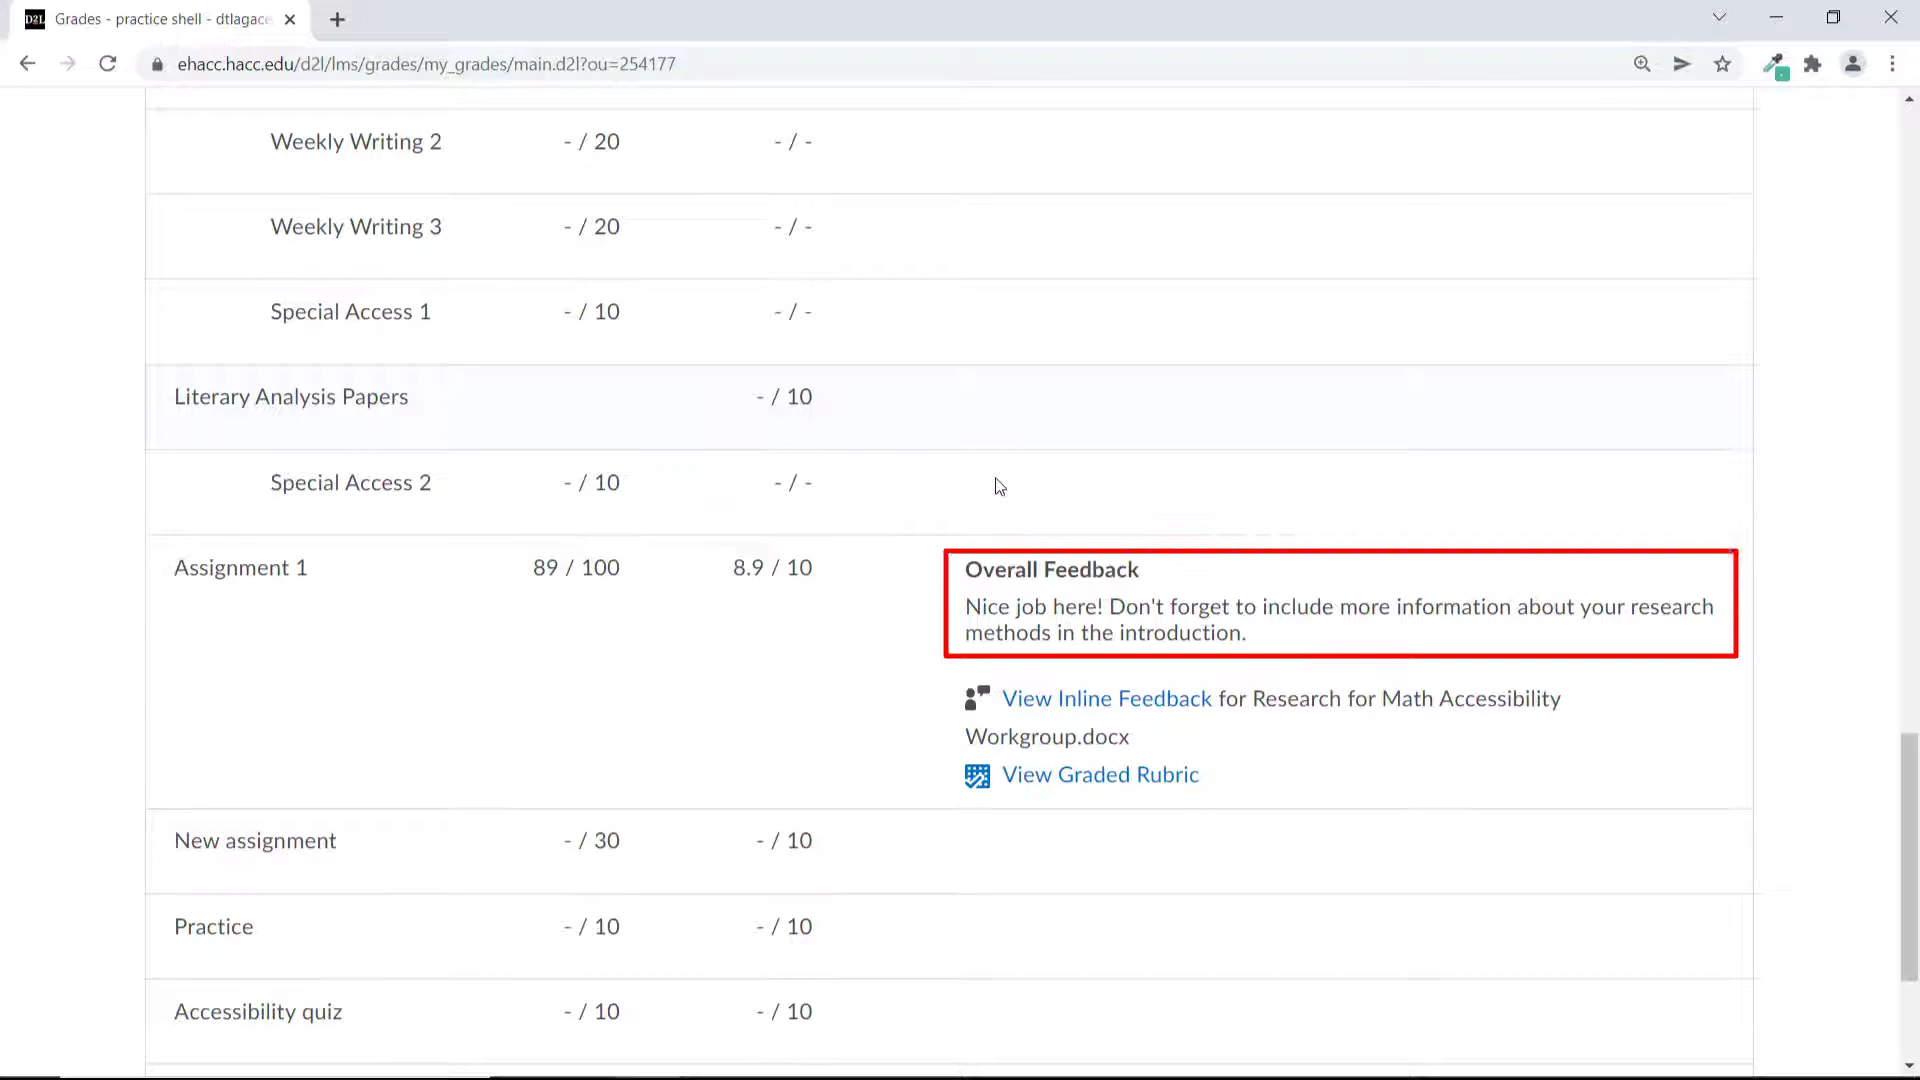 D2L Grades - practice shell - dtlagace
ehacc.hacc.edu/d2l/lms/grades/my_grades/main.d2l?ou=254177
Weekly Writing 2 - / 20 - / -
Weekly Writing 3 - / 20 - / -
Special Access 1 - / 10 - / -
Literary Analysis Papers - / 10
Special Access 2 - / 10 - / -
Assignment 1 89 / 100 8.9 / 10 Overall Feedback
Nice job here! Don't forget to include more information about your research
methods in the introduction.
View Inline Feedback for Research for Math Accessibility
Workgroup.docx
View Graded Rubric
New assignment - / 30 - / 10
Practice - / 10 - / 10
Accessibility quiz - / 10 - / 10